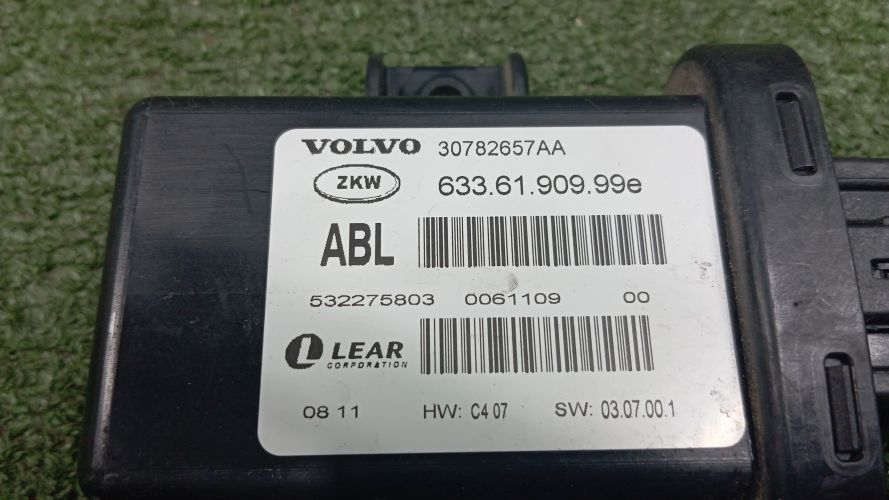 VOLVO 30782657AA
ZKW 633.61.909.99e
ABL
532275803 0061109 00
L LEAR
CORPORATION
08 11 HW: C4 07 SW: 03.07.00.1